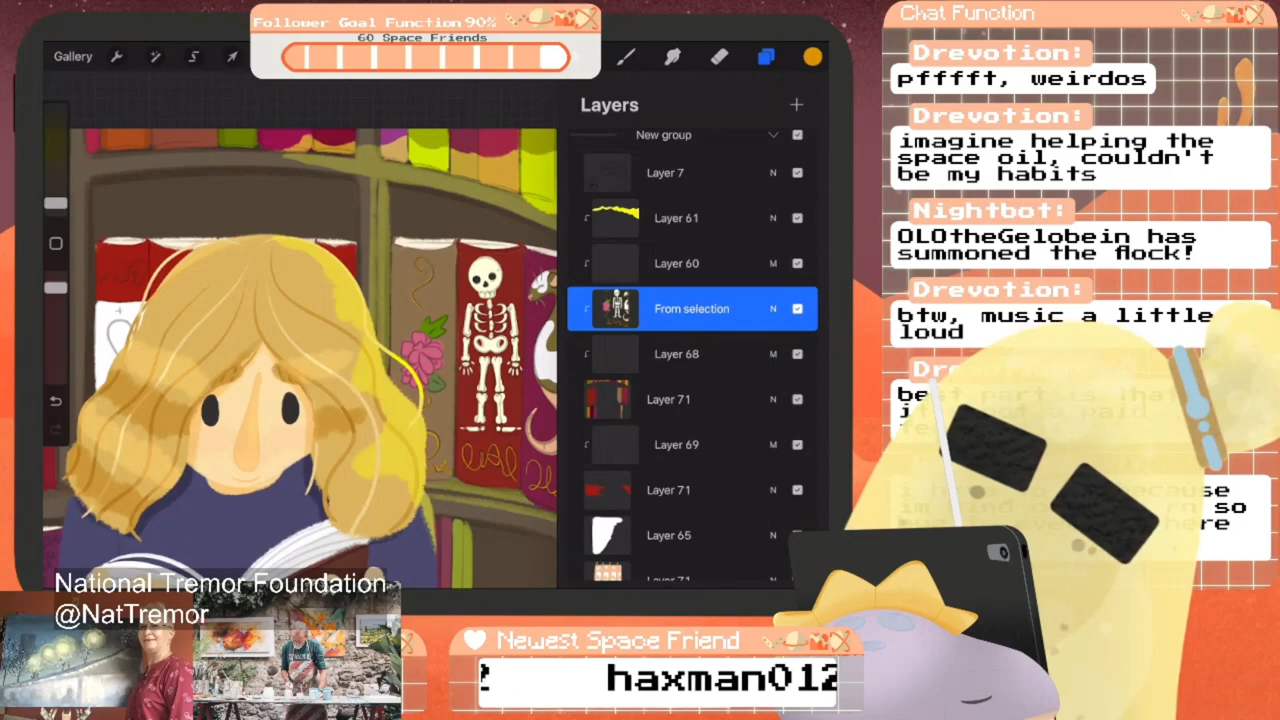 Follower Goal Function 90%
60 Space Friends
Gallery
Layers
New group
Layer 7
N
Layer 61
N
Layer 60
M
From selection
N
Layer 68
M
Layer 71
N
Layer 69
M
Layer 71
N
Layer 65
N
Layer 71
Chat Function
Drevotion:
pfffft, weirdos
Drevotion:
imagine helping the
space oil, couldn't
be my habits
Nightbot:
OLOtheGelobein has
summoned the flock!
Drevotion:
btw, music a little
loud
National Tremor Foundation
@NatTremor
Newest Space Friend
haxman012